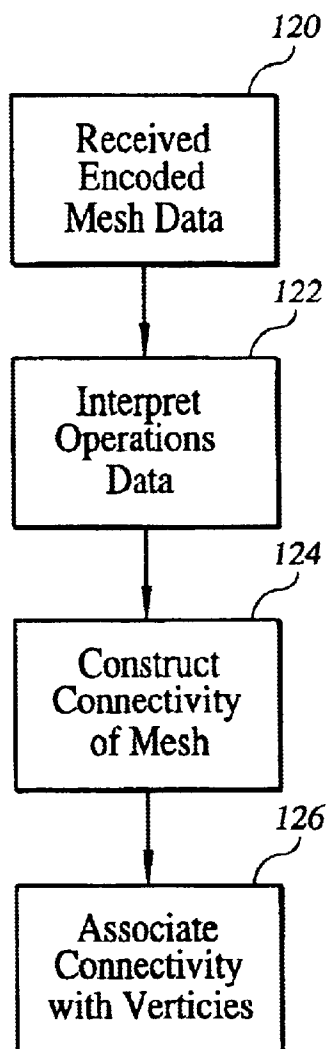 120
Received
Encoded
Mesh Data
122
Interpret
Operations
Data
124
Construct
Connectivity
of Mesh
126
Associate
Connectivity
with Verticies